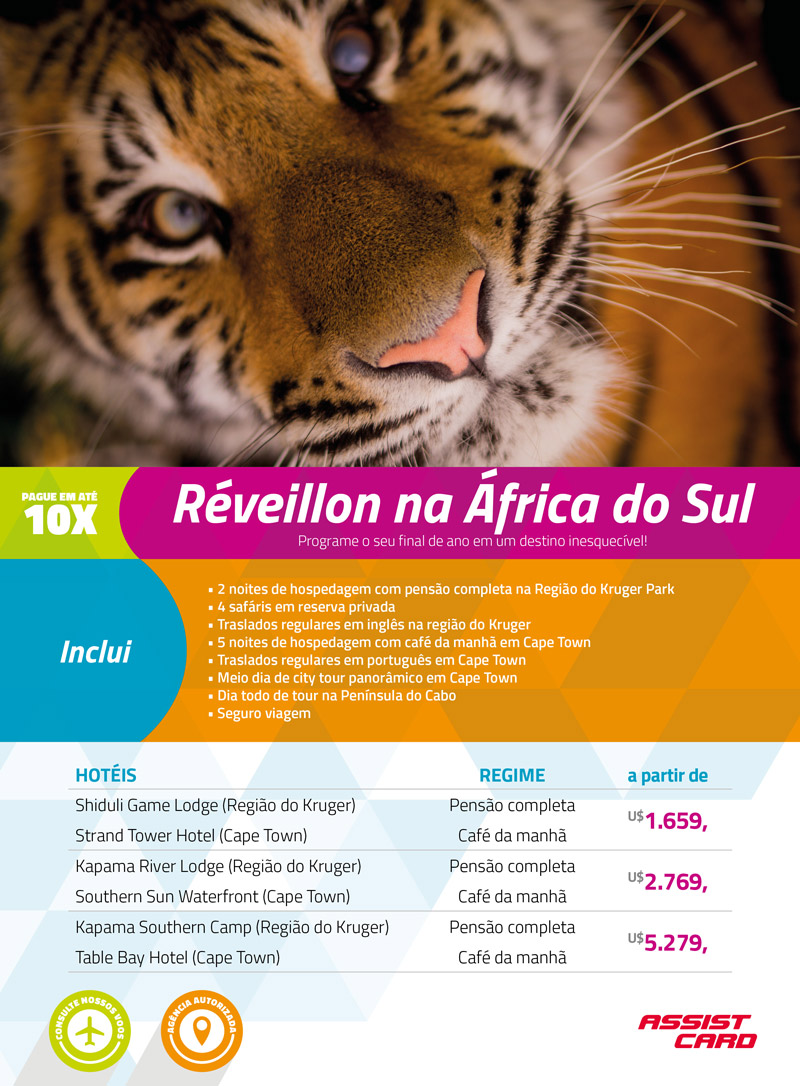 PAGUE EM ATÉ
10X
Réveillon na África do Sul
Programe o seu final de ano em um destino inesquecível!
Inclui
• 2 noites de hospedagem com pensão completa na Região do Kruger Park
• 4 safáris em reserva privada
• Traslados regulares em inglês na região do Kruger
• 5 noites de hospedagem com café da manhã em Cape Town
• Traslados regulares em português em Cape Town
• Meio dia de city tour panorâmico em Cape Town
• Dia todo de tour na Península do Cabo
• Seguro viagem
HOTÉIS REGIME a partir de
Shiduli Game Lodge (Região do Kruger) Pensão completa
U$1.659,
Strand Tower Hotel (Cape Town) Café da manhã
Kapama River Lodge (Região do Kruger) Pensão completa
U$2.769,
Southern Sun Waterfront (Cape Town) Café da manhã
Kapama Southern Camp (Região do Kruger) Pensão completa
U$5.279,
Table Bay Hotel (Cape Town) Café da manhã
CONSULTE NOSSOS VOOS
AGÊNCIA AUTORIZADA
ASSIST
CARD